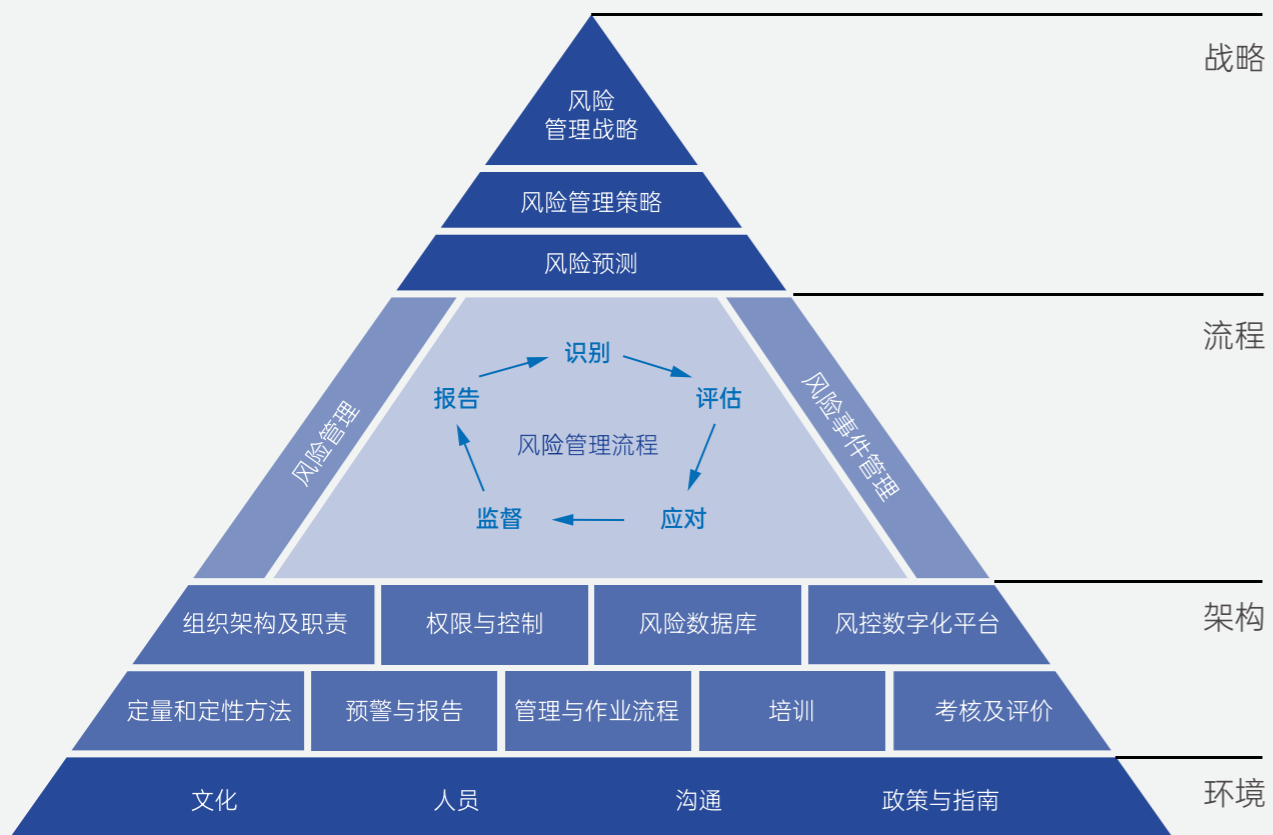 战略
风险
管理战略
风险管理策略
风险预测
流程
识别
报告
评估
风险管理
风险管理流程
风险事件管理
监督
应对
架构
组织架构及职责
权限与控制
风险数据库
风控数字化平台
定量和定性方法
预警与报告
管理与作业流程
培训
考核及评价
环境
文化
人员
沟通
政策与指南